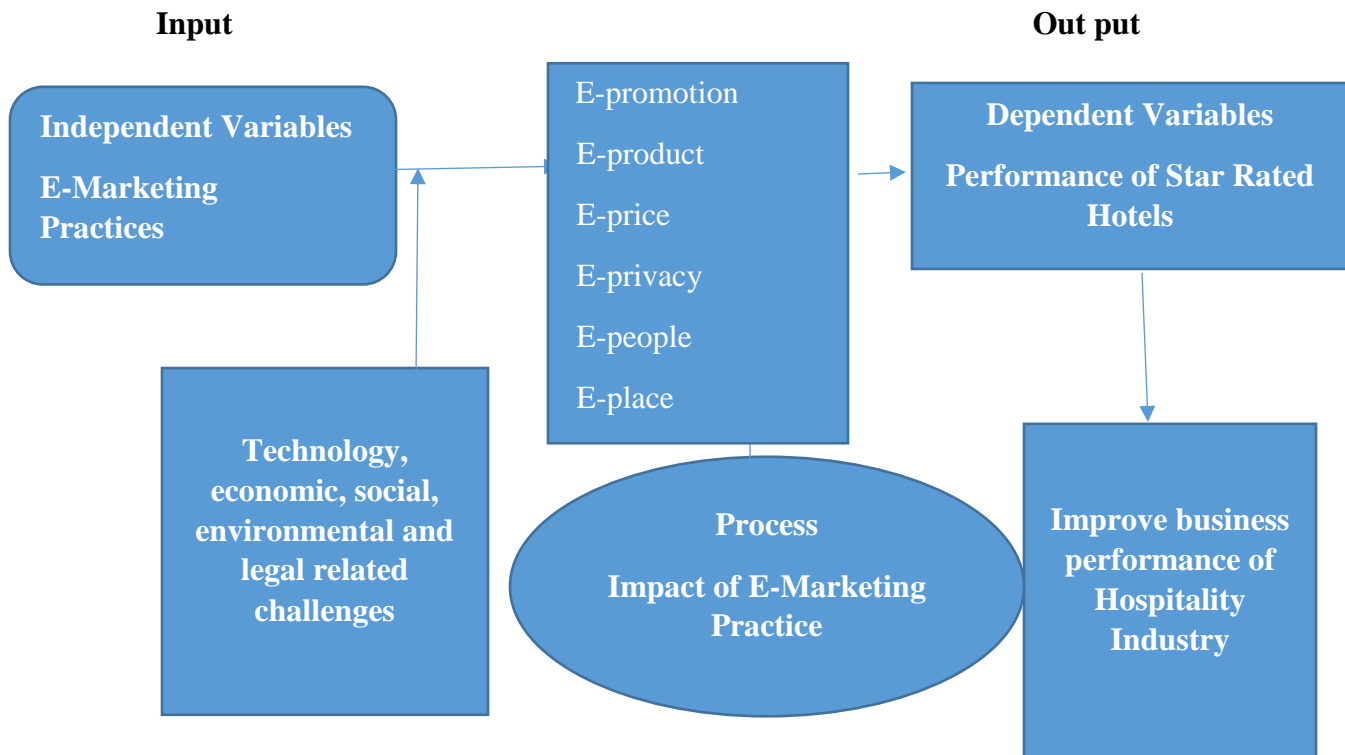 Input
Out put
Independent Variables
E-Marketing
Practices
E-promotion
E-product
E-price
E-privacy
E-people
E-place
Dependent Variables
Performance of Star Rated
Hotels
Technology,
economic, social,
environmental and
legal related
challenges
Process
Impact of E-Marketing
Practice
Improve business
performance of
Hospitality
Industry